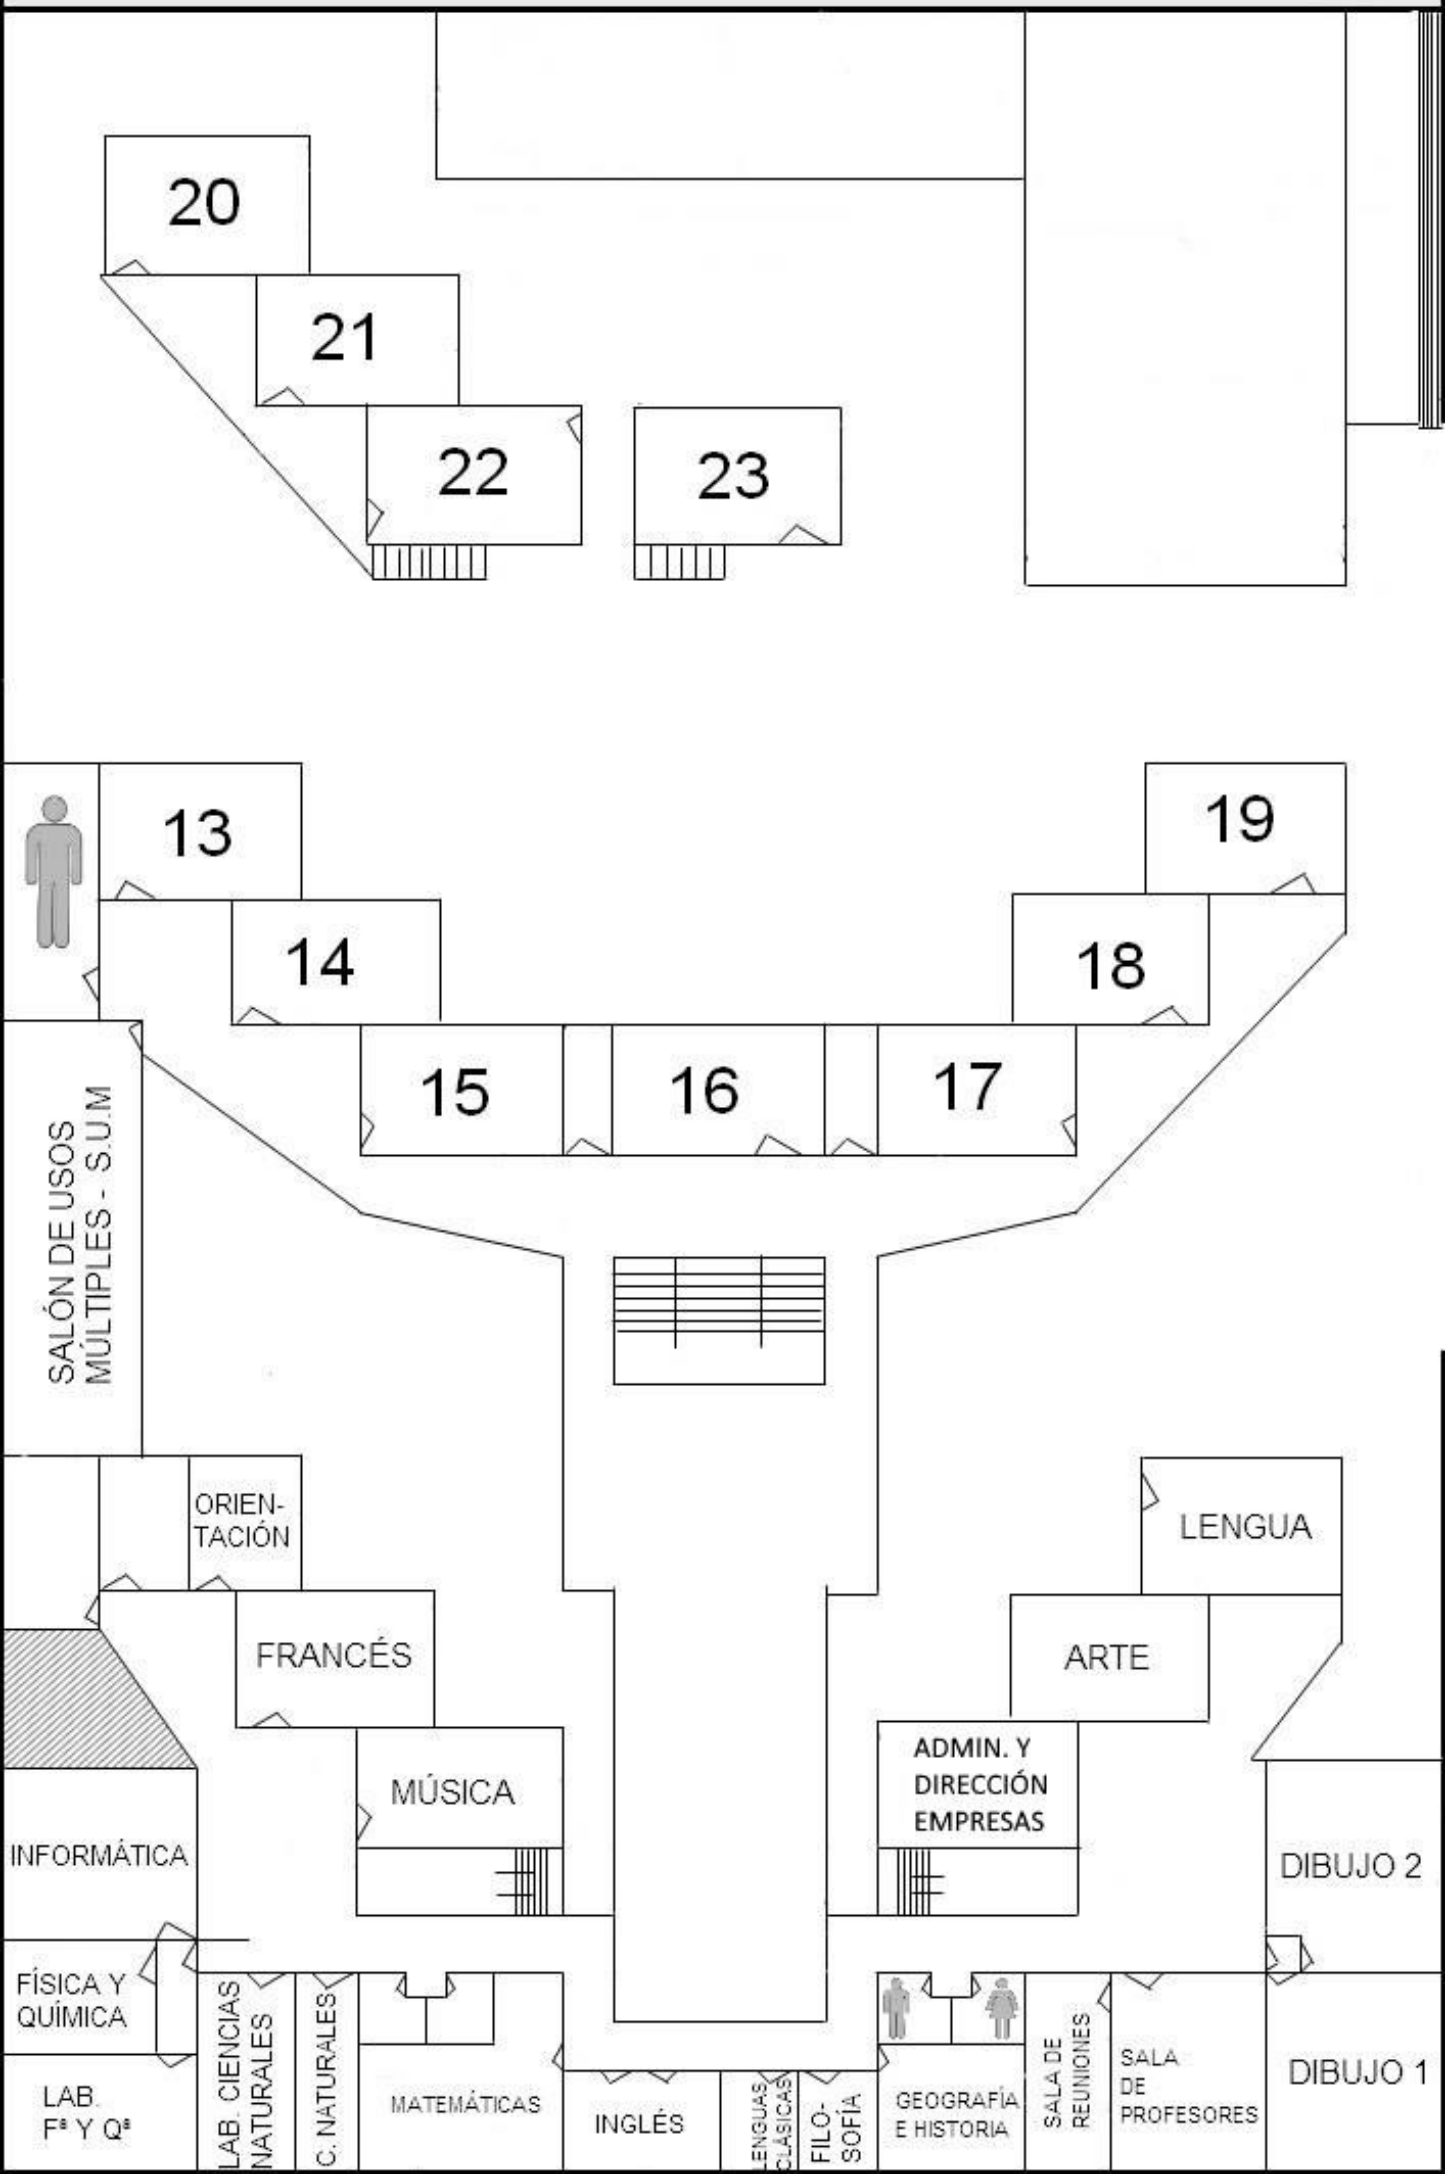 20
21
22
23
13
19
14
18
15
16
17
SALÓN DE USOS
MÚLTIPLES - S.U.M
ORIEN-
TACIÓN
LENGUA
FRANCÉS
ARTE
MÚSICA
ADMIN. Y
DIRECCIÓN
EMPRESAS
INFORMÁTICA
DIBUJO 2
FÍSICA Y
QUÍMICA
LAB.
Fª Y Qª
LAB. CIENCIAS
NATURALES
C. NATURALES
MATEMÁTICAS
INGLÉS
LENGUAS
CLÁSICAS
FILO-
SOFÍA
GEOGRAFÍA
E HISTORIA
SALA DE
REUNIONES
SALA
DE
PROFESORES
DIBUJO 1